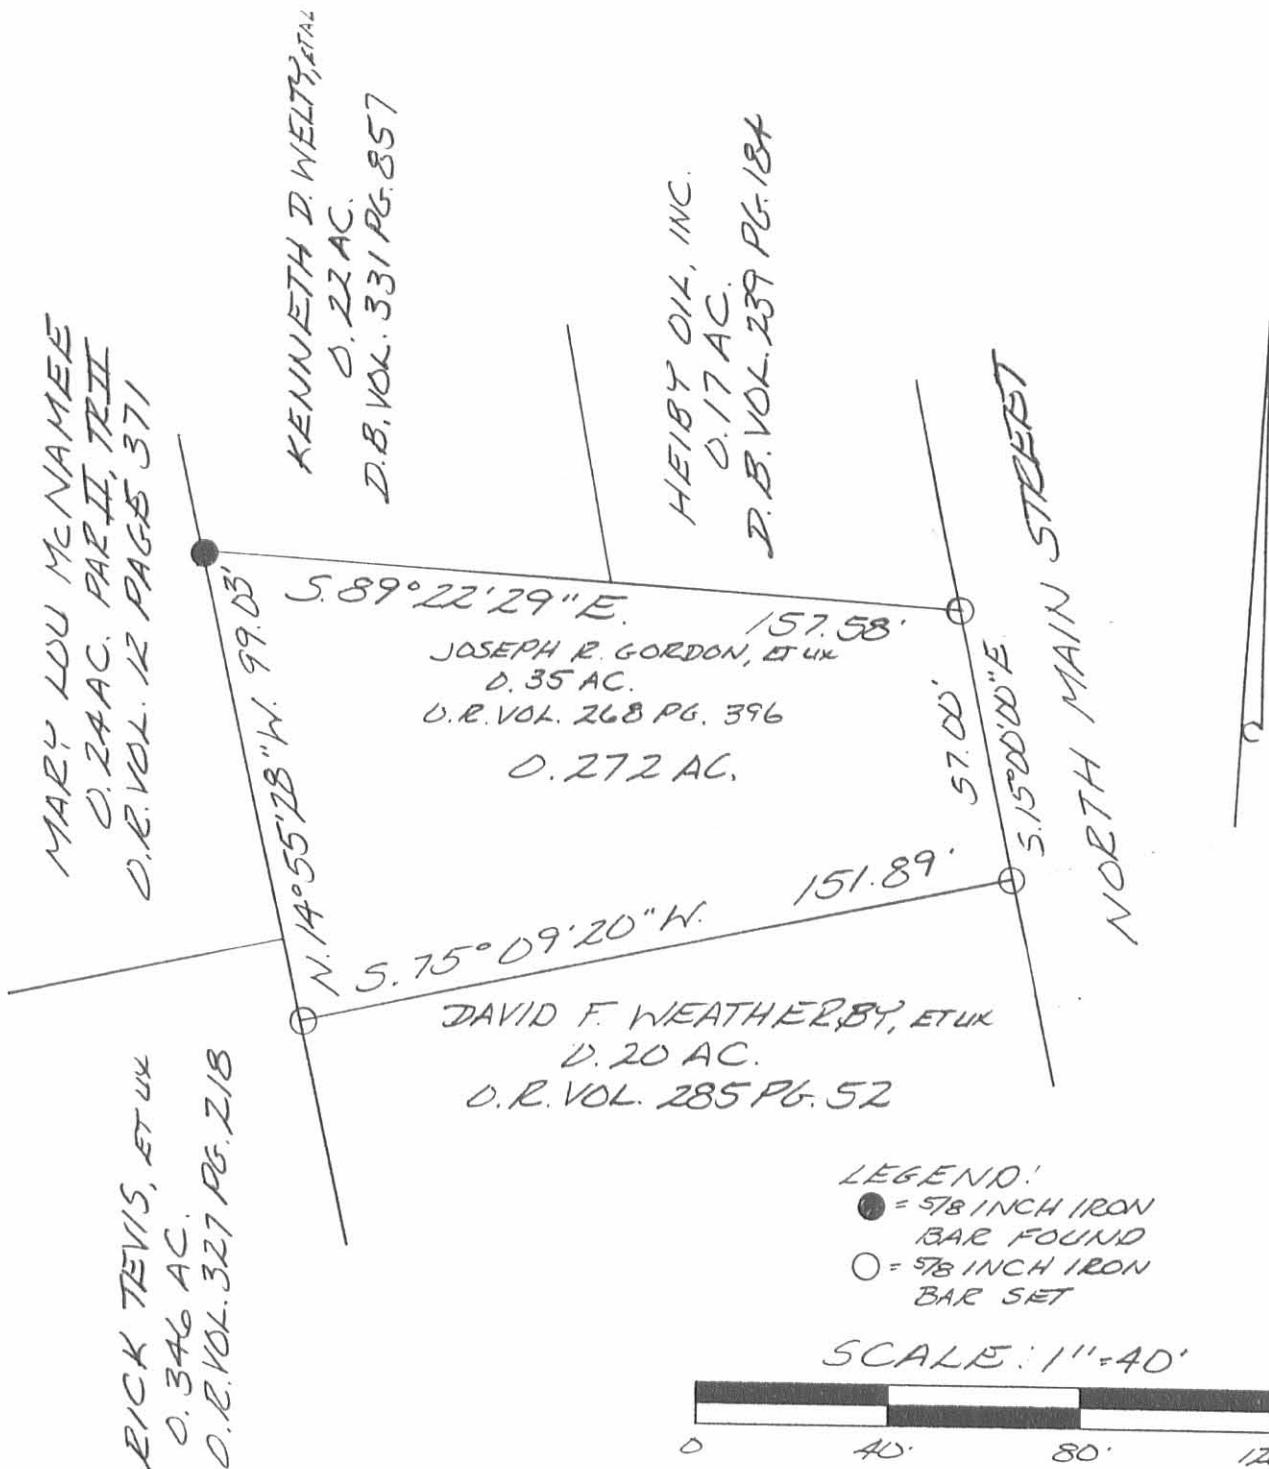 KENNETH D. WELTY, ETAL
0.22 AC.
D.B. VOL. 331 PG. 857
HEIBY OIL, INC.
0.17 AC.
D.B. VOL. 239 PG. 184
MARY LOU McNAMEE
0.24 AC. PAR II, TR II
O.R. VOL. 12 PAGE 371
NORTH MAIN STREET
S. 89° 22' 29" E. 157.58'
JOSEPH R. GORDON, ET UX
0.35 AC.
O.R. VOL. 268 PG. 396
0.272 AC.
N. 14° 55' 28" W. 99.03'
57.00'
S. 15° 00' 00" E
S. 75° 09' 20" W. 151.89'
DAVID F. WEATHERBY, ET UX
0.20 AC.
O.R. VOL. 285 PG. 52
RICK TEVIS, ET UX
0.346 AC.
O.R. VOL. 327 PG. 218
LEGEND:
= 5/8 INCH IRON
BAR FOUND
= 5/8 INCH IRON
BAR SET
SCALE: 1" = 40'
0 40' 80' 12